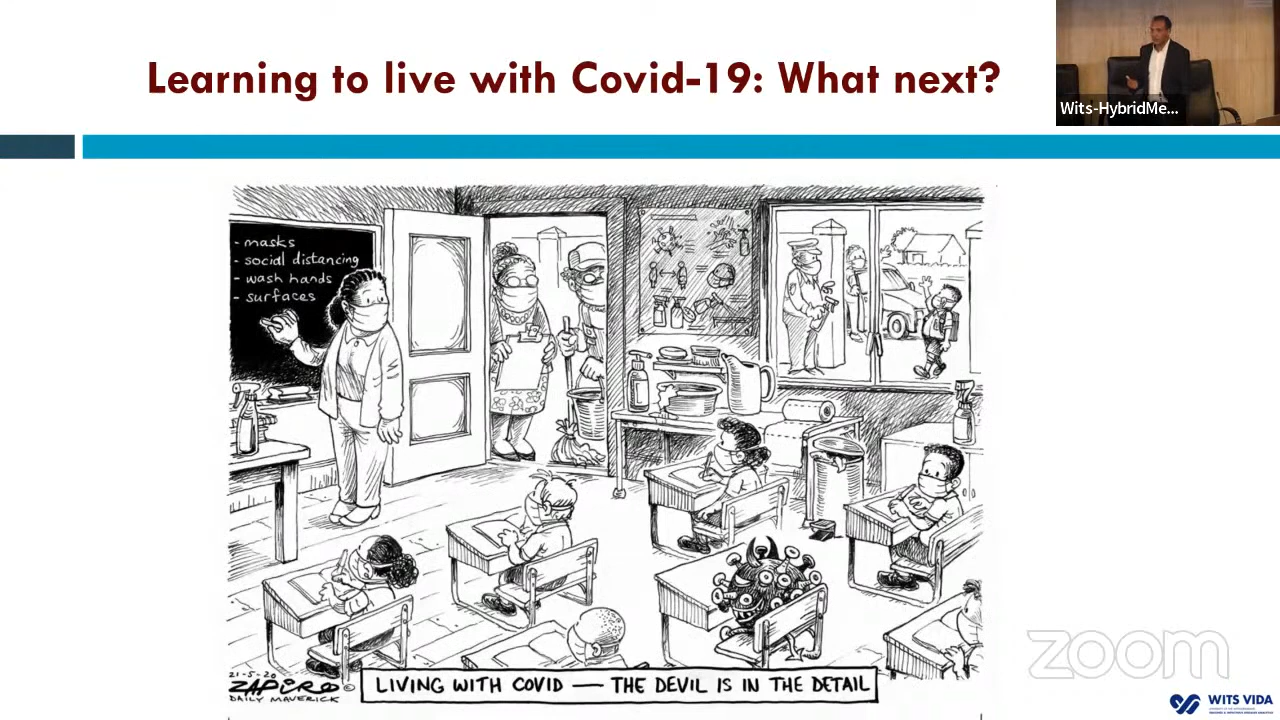 Learning to live with Covid-19: What next?
Wits-HybridMe...
- masks
- social distancing
- wash hands
- surfaces
21-5-20
ZAPIRO ©
DAILY MAVERICK
LIVING WITH COVID — THE DEVIL IS IN THE DETAIL
zoom
WITS VIDA